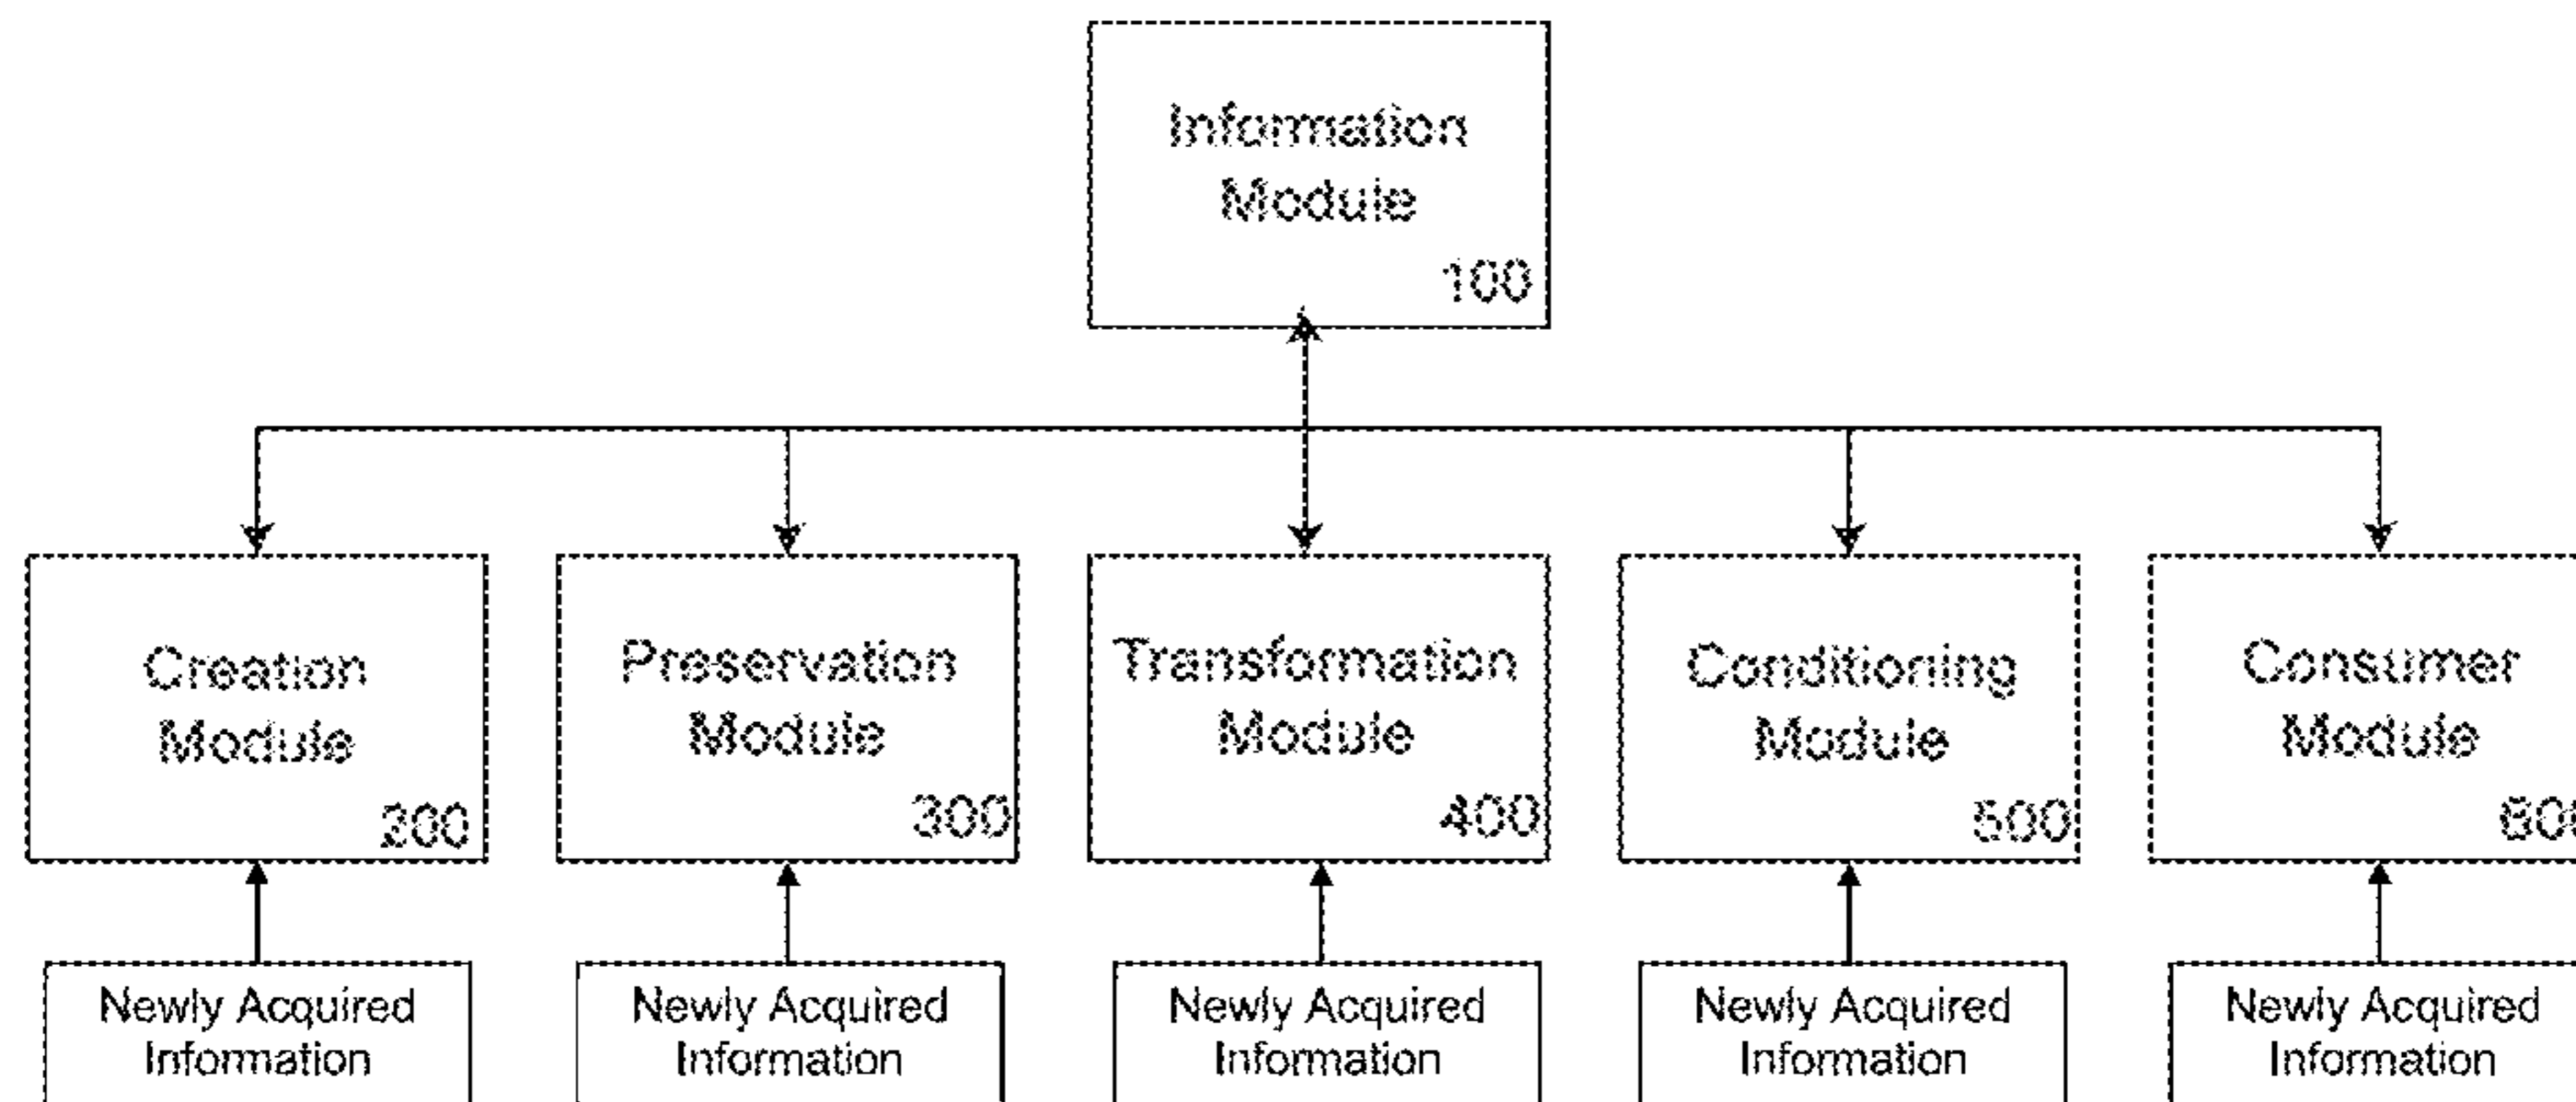 Information
Module
100
Creation
Module
200
Preservation
Module
300
Transformation
Module
400
Conditioning
Module
500
Consumer
Module
Newly Acquired
Information
Newly Acquired
Information
Newly Acquired
Information
Newly Acquired
Information
Newly Acquired
Information